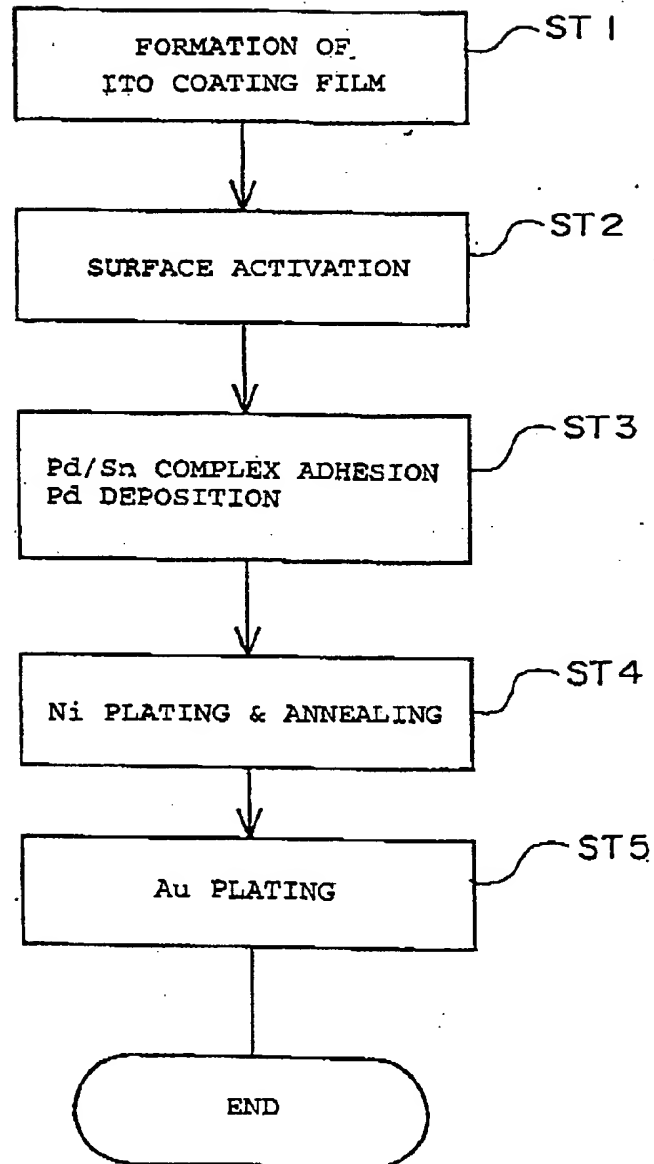 FORMATION OF
ITO COATING FILM
ST1
SURFACE ACTIVATION
ST2
Pd/Sn COMPLEX ADHESION
Pd DEPOSITION
ST3
Ni PLATING & ANNEALING
ST4
Au PLATING
ST5
END